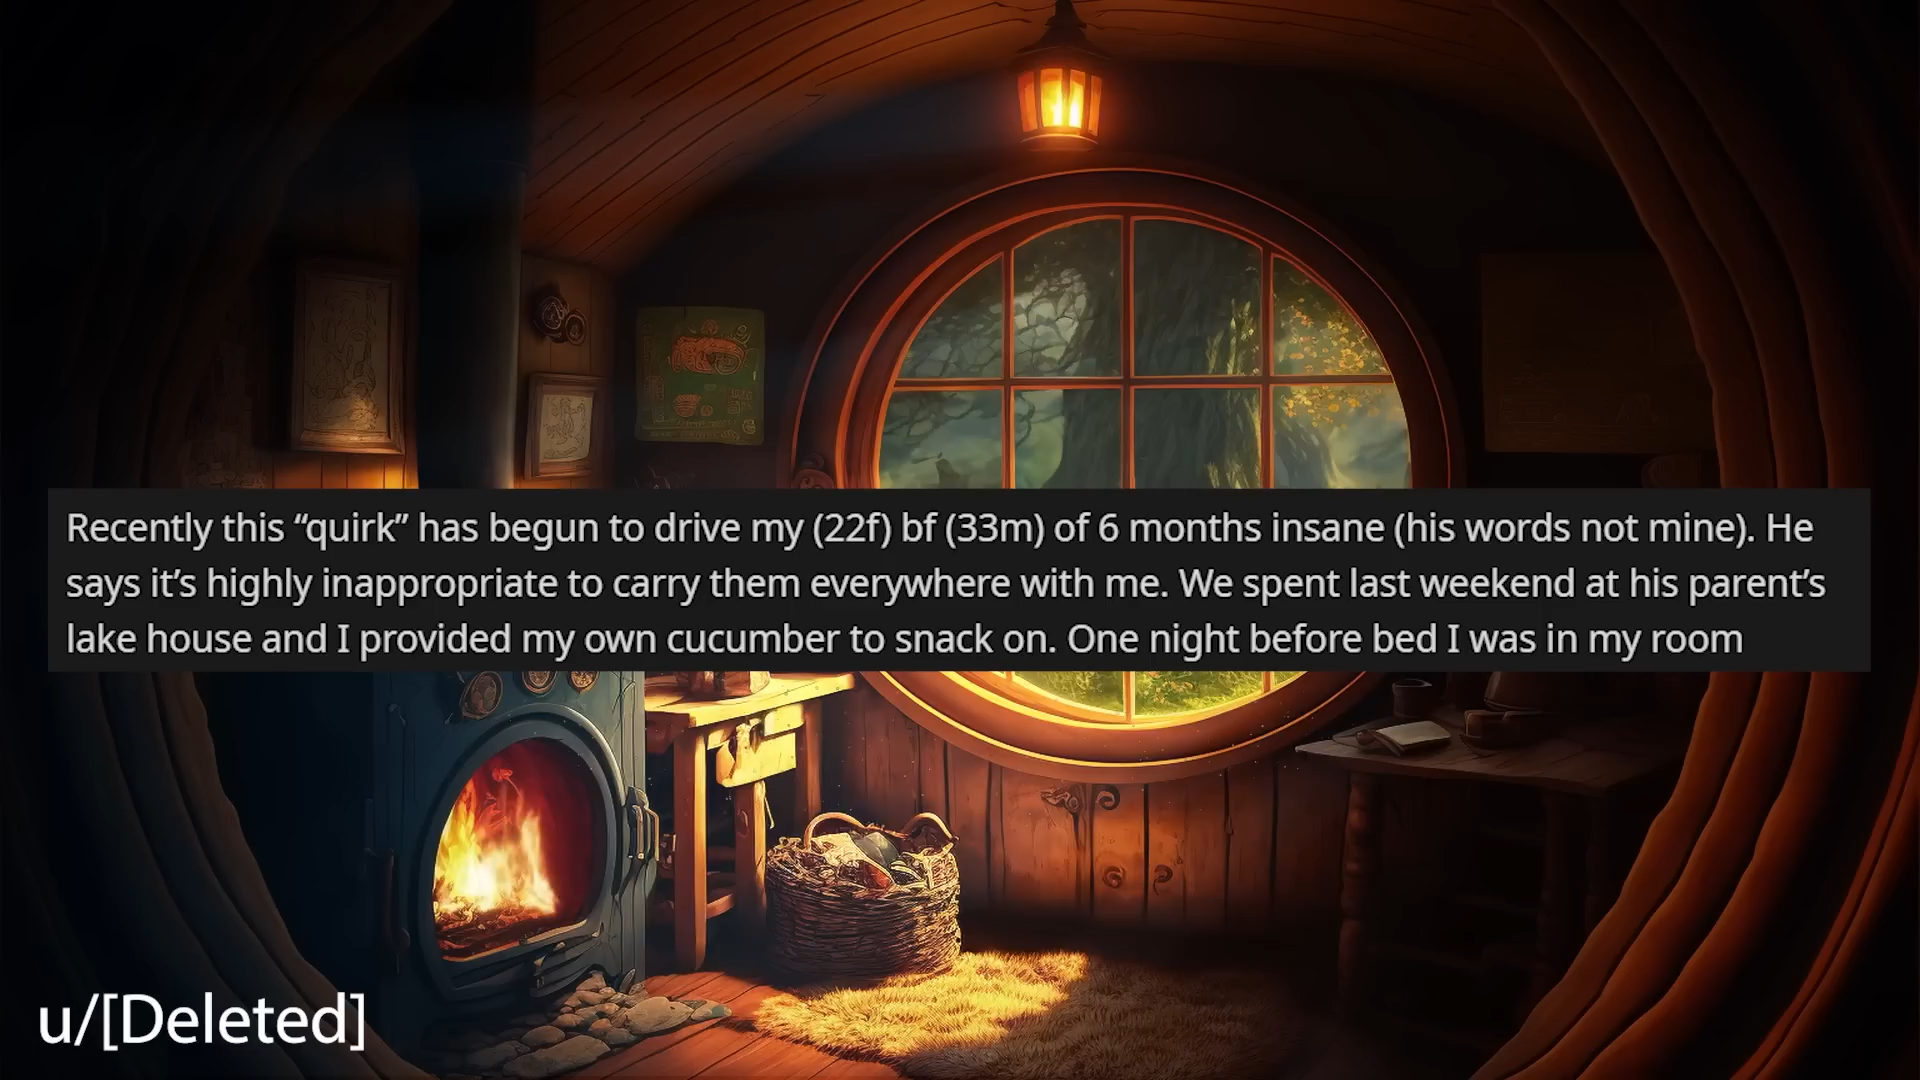 Recently this “quirk” has begun to drive my (22f) bf (33m) of 6 months insane (his words not mine). He
says it’s highly inappropriate to carry them everywhere with me. We spent last weekend at his parent’s
lake house and I provided my own cucumber to snack on. One night before bed I was in my room
u/[Deleted]